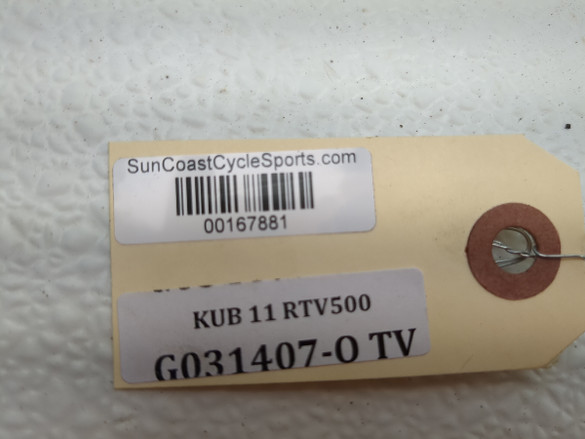 SunCoastCycleSports.com
00167881
KUB 11 RTV500
G031407-O TV